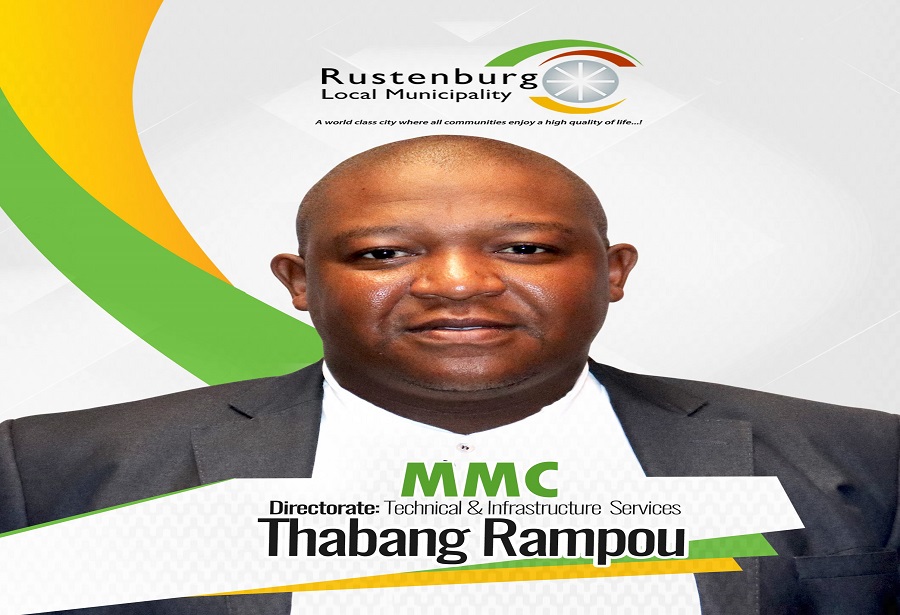 Rustenburg
Local Municipality
A world class city where all communities enjoy a high quality of life...!
MMC
Directorate: Technical & Infrastructure Services
Thabang Rampou